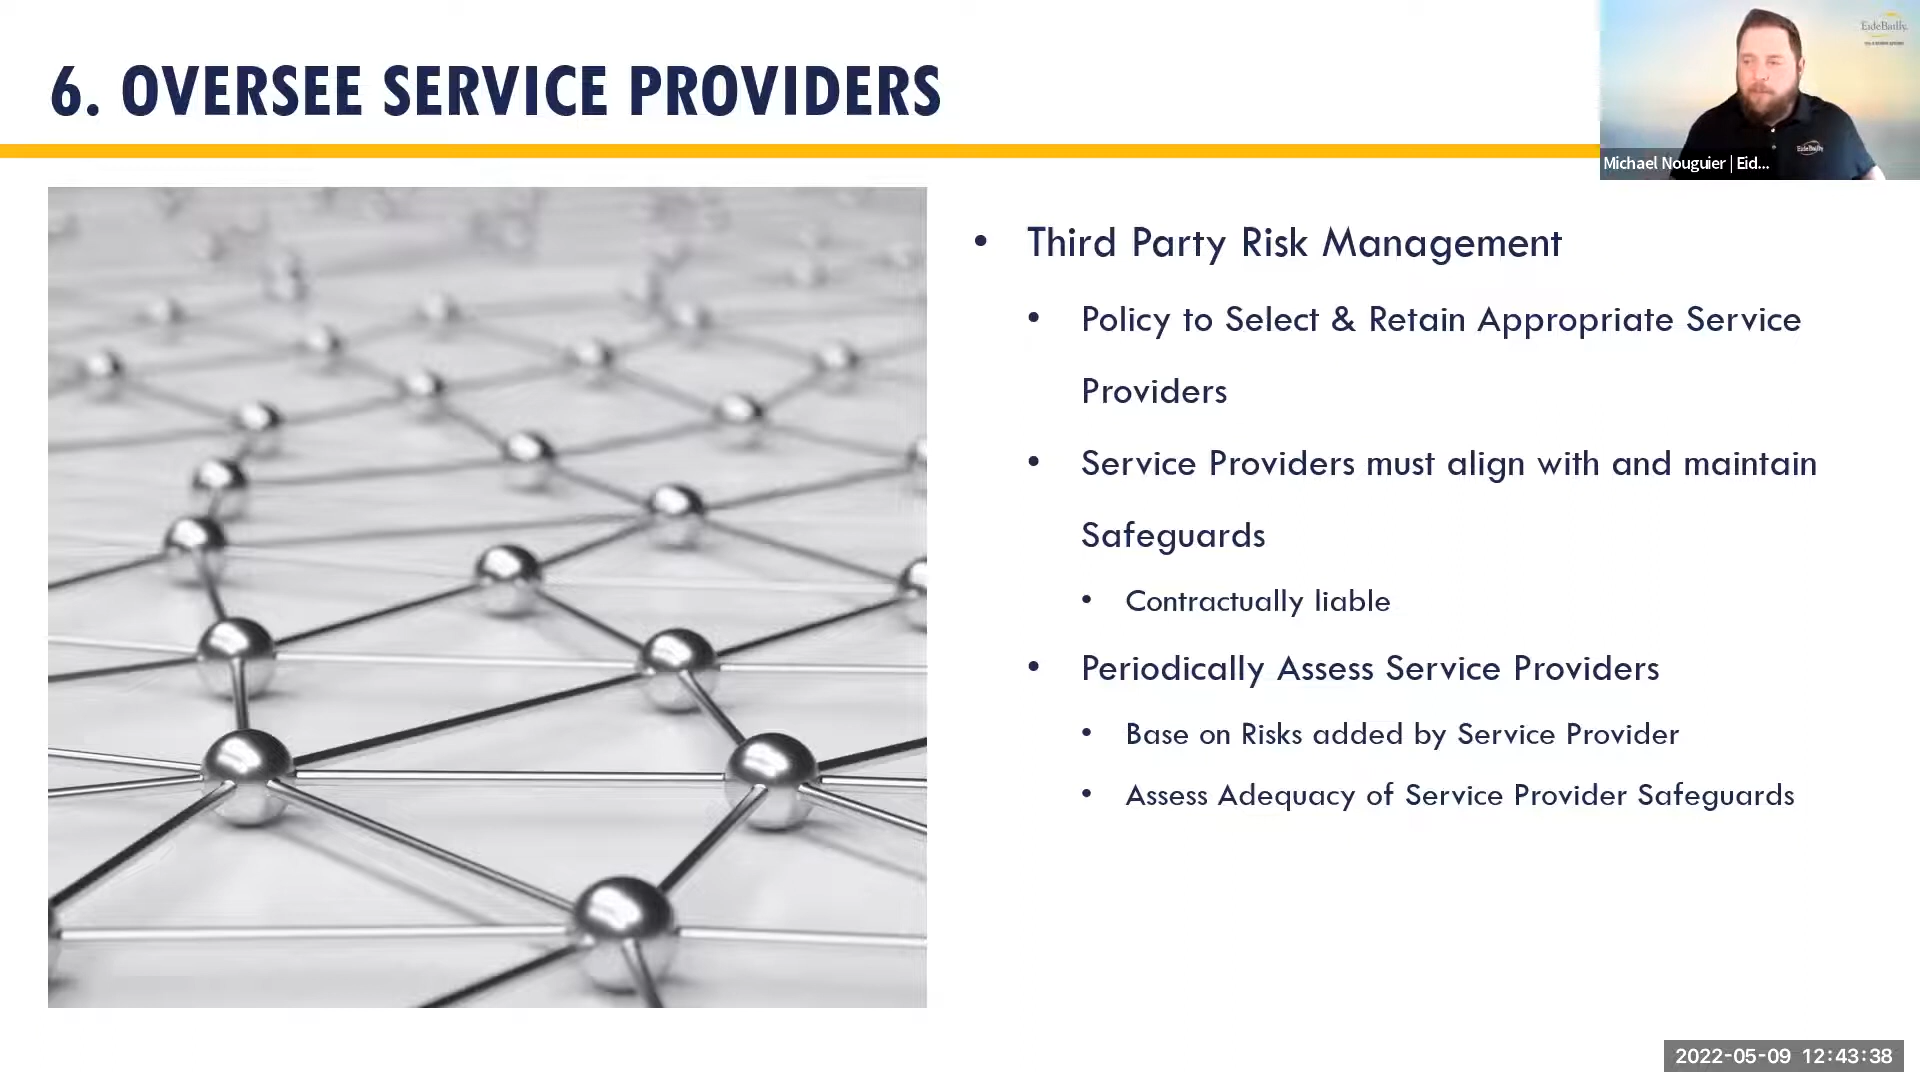 6. OVERSEE SERVICE PROVIDERS
EideBailly
Michael Nouguier | Eid...
EideBailly
• Third Party Risk Management
• Policy to Select & Retain Appropriate Service
Providers
• Service Providers must align with and maintain
Safeguards
• Contractually liable
• Periodically Assess Service Providers
• Base on Risks added by Service Provider
• Assess Adequacy of Service Provider Safeguards
2022-05-09 12:43:38